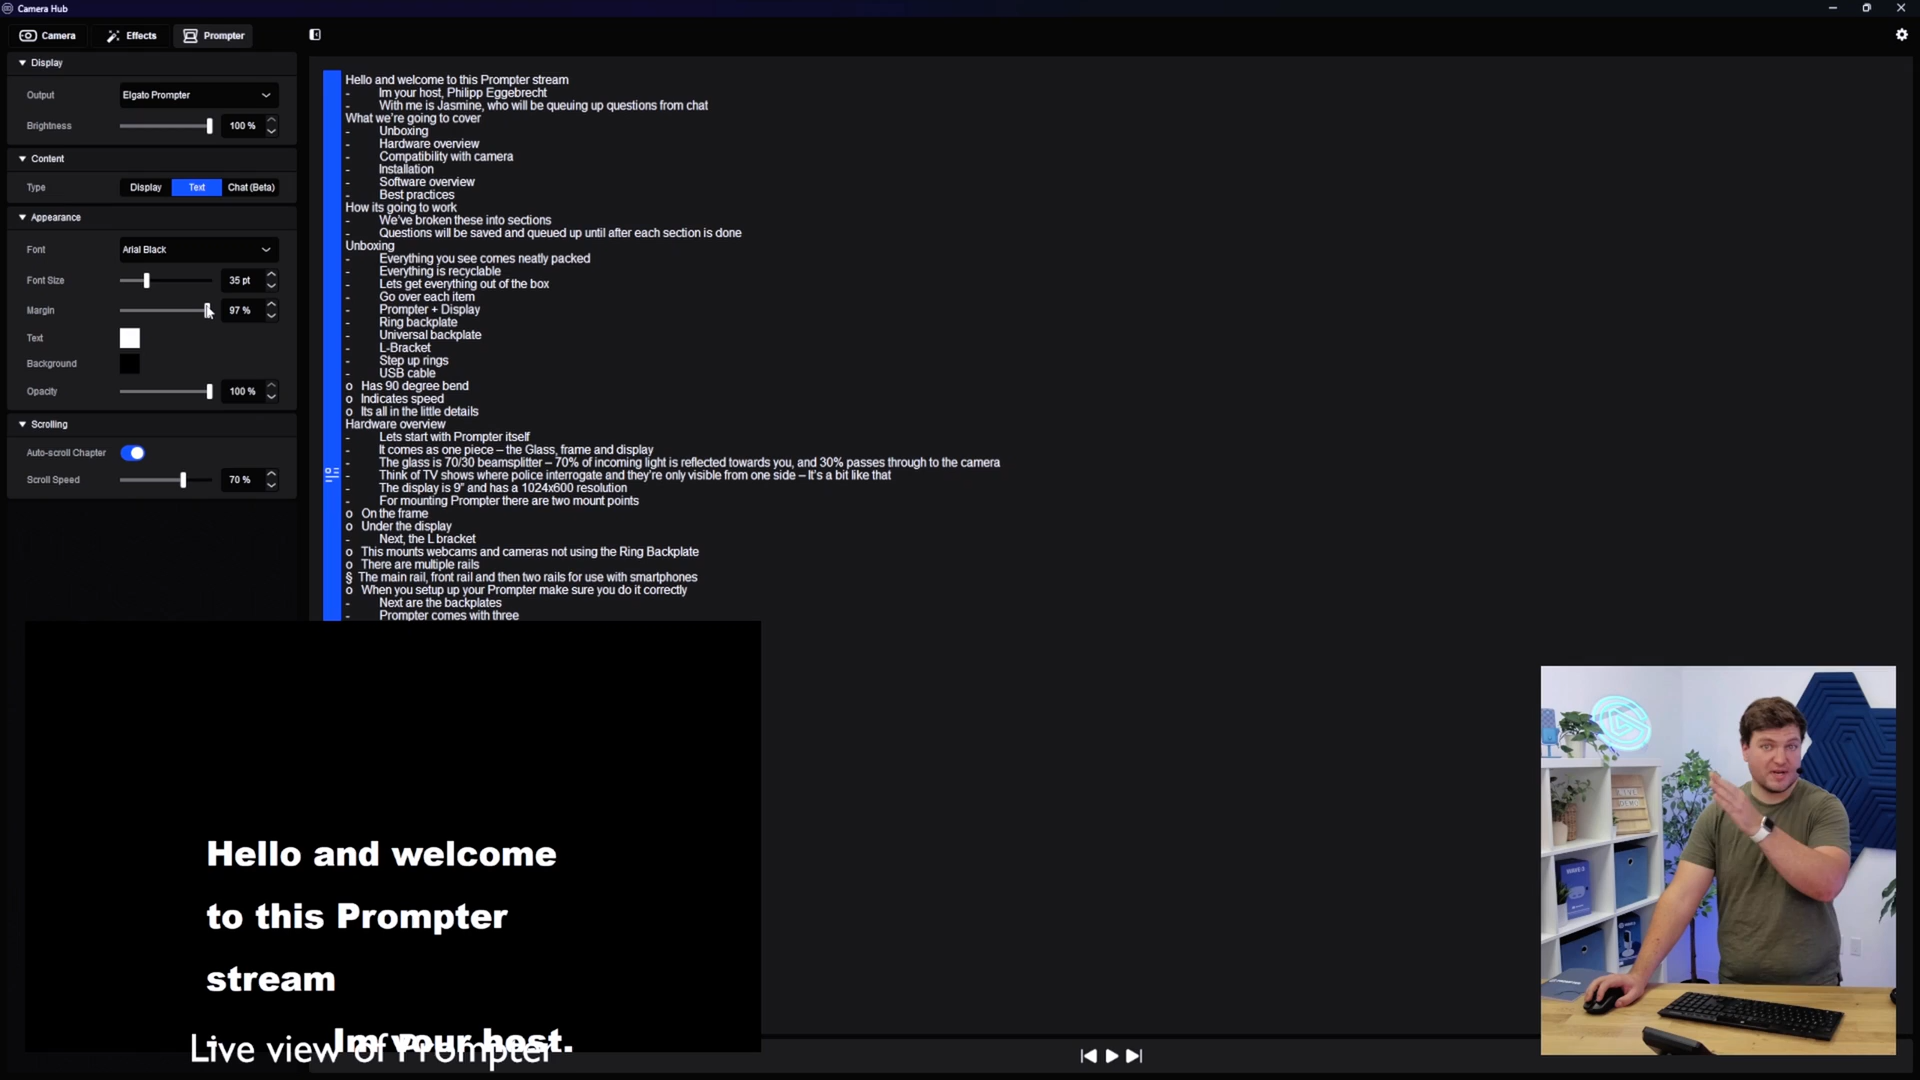 Camera Hub
Camera
Effects
Prompter
Display
Output
Elgato Prompter
Brightness
100 %
Content
Type
Display
Text
Chat (Beta)
Appearance
Font
Arial Black
Font Size
35 pt
Margin
97 %
Text
Background
Opacity
100 %
Scrolling
Auto-scroll Chapter
Scroll Speed
70 %
Hello and welcome to this Prompter stream
- Im your host, Philipp Eggebrecht
- With me is Jasmine, who will be queuing up questions from chat
What we're going to cover
- Unboxing
- Hardware overview
- Compatibility with camera
- Installation
- Software overview
- Best practices
How its going to work
- We've broken these into sections
- Questions will be saved and queued up until after each section is done
Unboxing
- Everything you see comes neatly packed
- Everything is recyclable
- Lets get everything out of the box
- Go over each item
- Prompter + Display
- Ring backplate
- Universal backplate
- L-Bracket
- Step up rings
- USB cable
o Has 90 degree bend
o Indicates speed
o Its all in the little details
Hardware overview
- Lets start with Prompter itself
- It comes as one piece – the Glass, frame and display
- The glass is 70/30 beamsplitter – 70% of incoming light is reflected towards you, and 30% passes through to the camera
- Think of TV shows where police interrogate and they're only visible from one side – It's a bit like that
- The display is 9" and has a 1024x600 resolution
- For mounting Prompter there are two mount points
o On the frame
o Under the display
- Next, the L bracket
o This mounts webcams and cameras not using the Ring Backplate
o There are multiple rails
§ The main rail, front rail and then two rails for use with smartphones
o When you setup up your Prompter make sure you do it correctly
- Next are the backplates
- Prompter comes with three
Hello and welcome
to this Prompter
stream
- Im your host,
Live view of Prompter